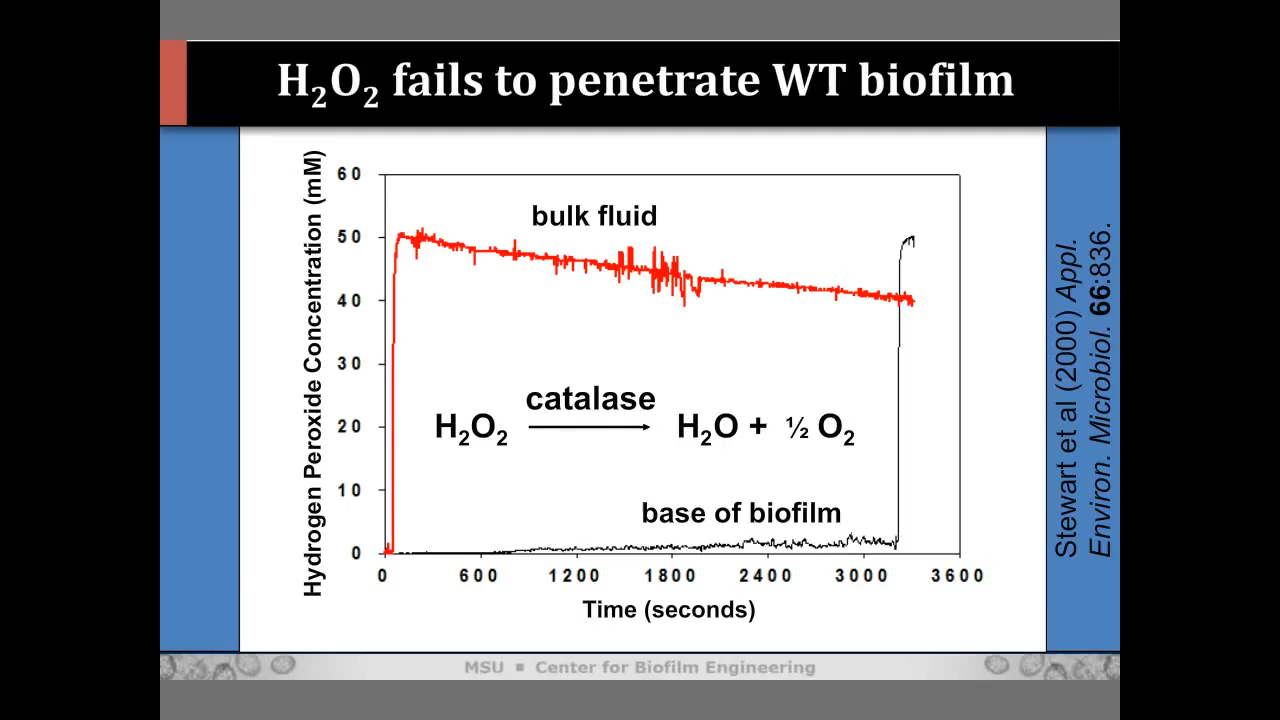 H₂O₂ fails to penetrate WT biofilm
Hydrogen Peroxide Concentration (mM)
60
50
40
30
20
10
0
bulk fluid
catalase
H₂O₂ → H₂O + ½ O₂
base of biofilm
0 600 1200 1800 2400 3000 3600
Time (seconds)
Stewart et al (2000) Appl.
Environ. Microbiol. 66:836.
MSU ■ Center for Biofilm Engineering